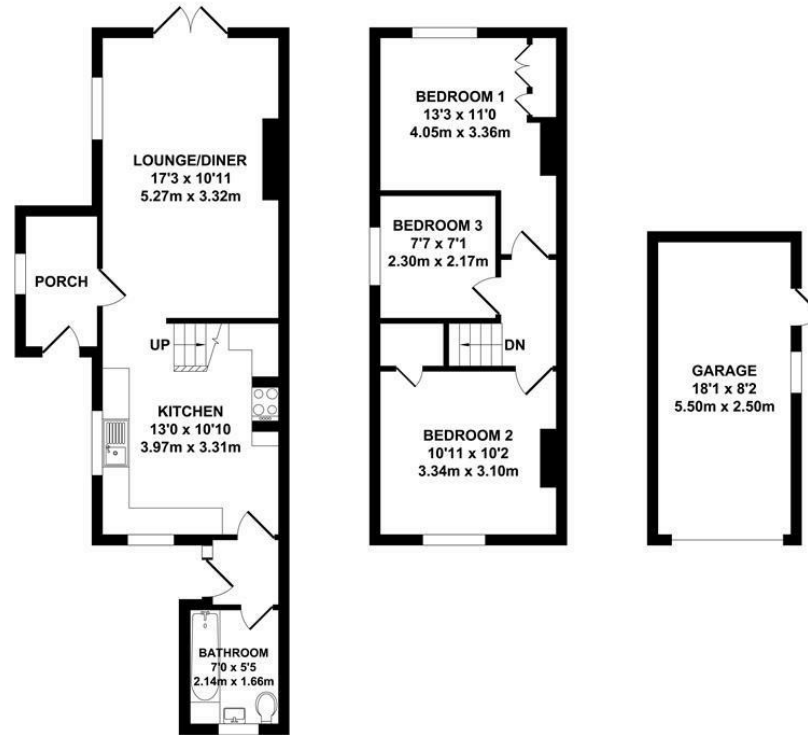 LOUNGE/DINER
17'3 x 10'11
5.27m x 3.32m
PORCH
UP
KITCHEN
13'0 x 10'10
3.97m x 3.31m
BATHROOM
7'0 x 5'5
2.14m x 1.66m
BEDROOM 1
13'3 x 11'0
4.05m x 3.36m
BEDROOM 3
7'7 x 7'1
2.30m x 2.17m
DN
BEDROOM 2
10'11 x 10'2
3.34m x 3.10m
GARAGE
18'1 x 8'2
5.50m x 2.50m